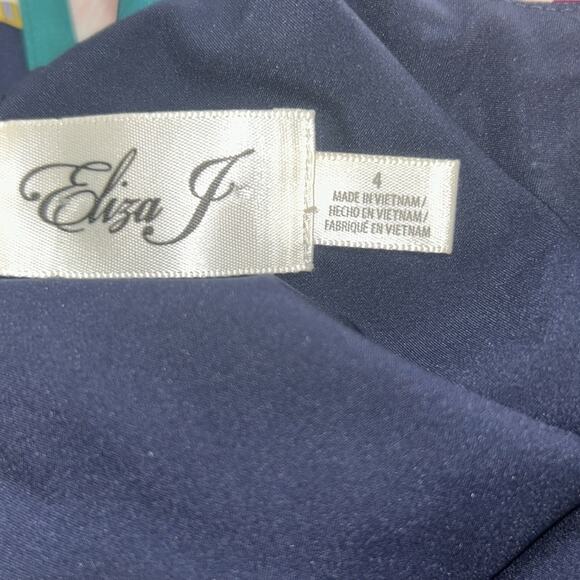 Eliza J
4
MADE IN VIETNAM/
HECHO EN VIETNAM/
FABRIQUÉ EN VIETNAM